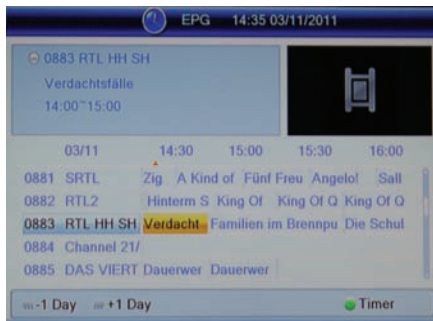 EPG 14:35 03/11/2011
0883 RTL HH SH
Verdachtsfälle
14:00~15:00
03/11 14:30 15:00 15:30 16:00
0881 SRTL Zig A Kind of Fünf Freu Angelo! Sall
0882 RTL2 Hinterm S King Of King Of Q King Of Q
0883 RTL HH SH Verdacht Familien im Brennpu Die Schul
0884 Channel 21/
0885 DAS VIERT Dauerwer Dauerwer
-1 Day +1 Day Timer